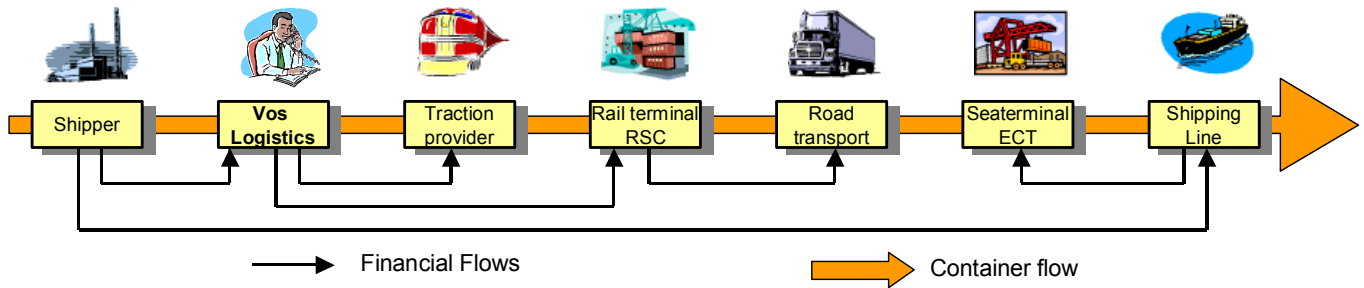 Shipper
Vos
Logistics
Traction
provider
Rail terminal
RSC
Road
transport
Seaterminal
ECT
Shipping
Line
Financial Flows
Container flow